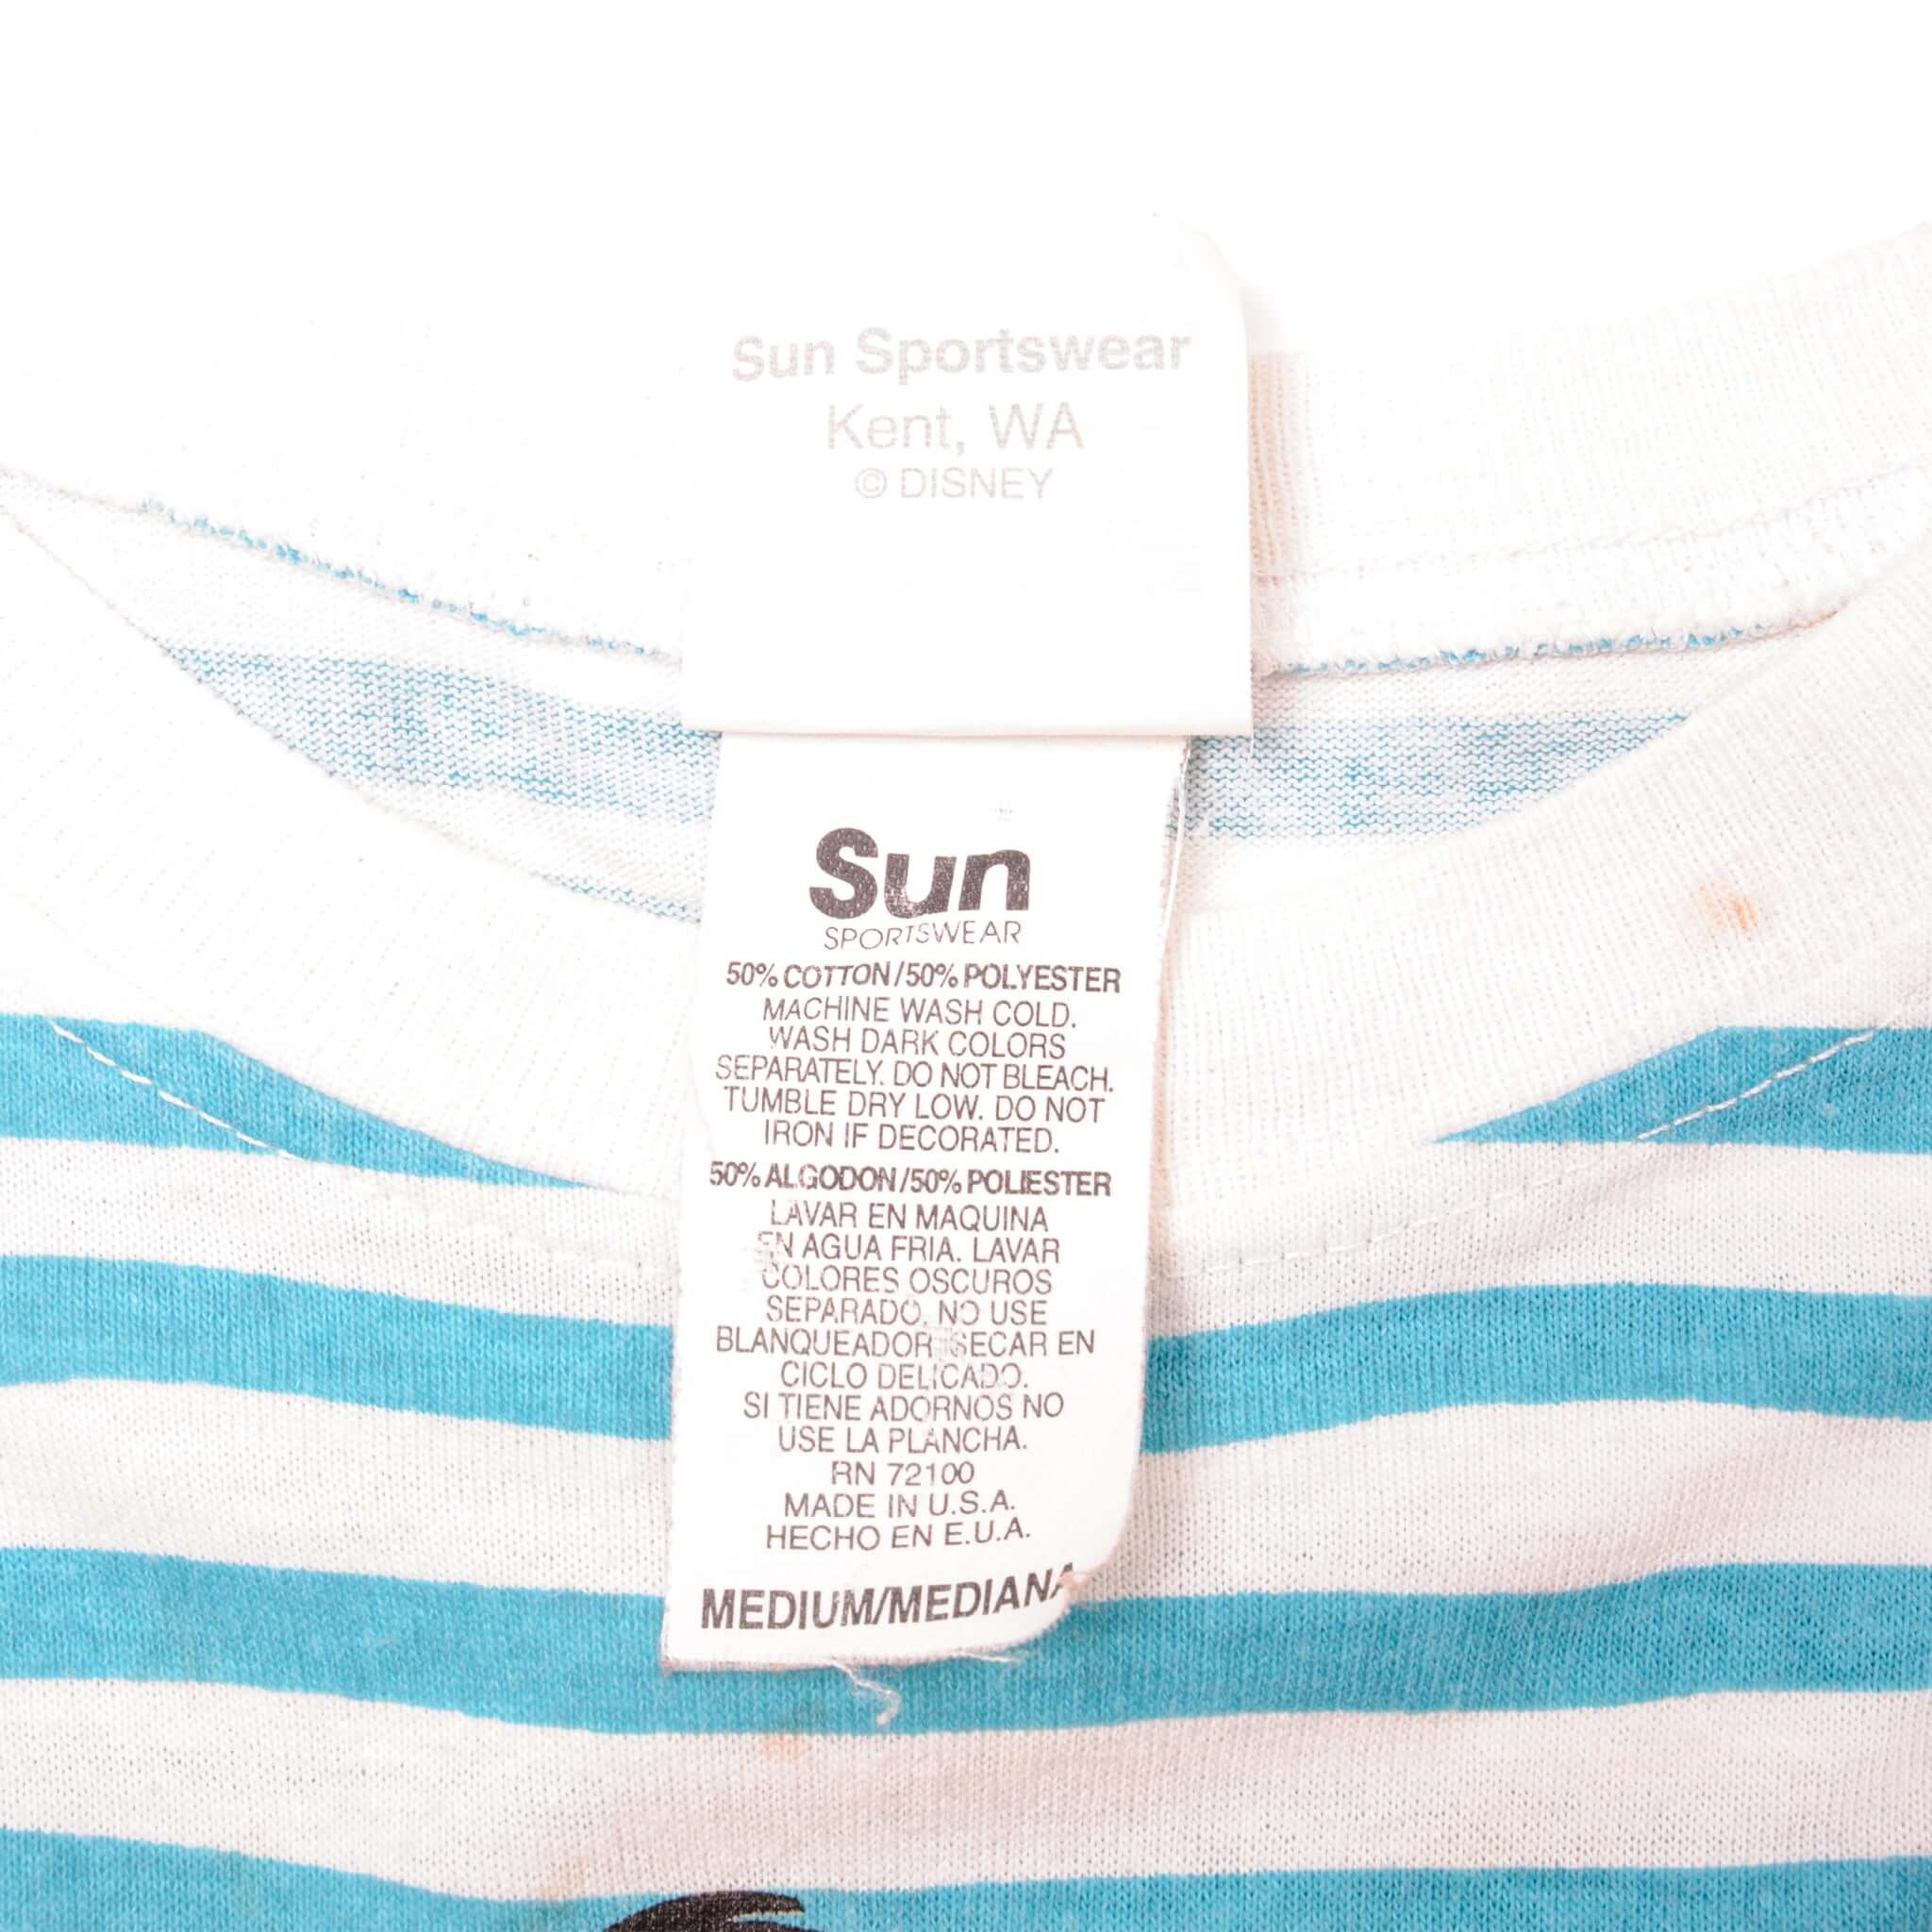 Sun Sportswear
Kent, WA
© DISNEY
Sun
SPORTSWEAR
50% COTTON/50% POLYESTER
MACHINE WASH COLD.
WASH DARK COLORS
SEPARATELY. DO NOT BLEACH.
TUMBLE DRY LOW. DO NOT
IRON IF DECORATED.
50% ALGODON/50% POLIESTER
LAVAR EN MAQUINA
EN AGUA FRIA. LAVAR
COLORES OSCUROS
SEPARADO. NO USE
BLANQUEADOR. SECAR EN
CICLO DELICADO.
SI TIENE ADORNOS NO
USE LA PLANCHA.
RN 72100
MADE IN U.S.A.
HECHO EN E.U.A.
MEDIUM/MEDIANA